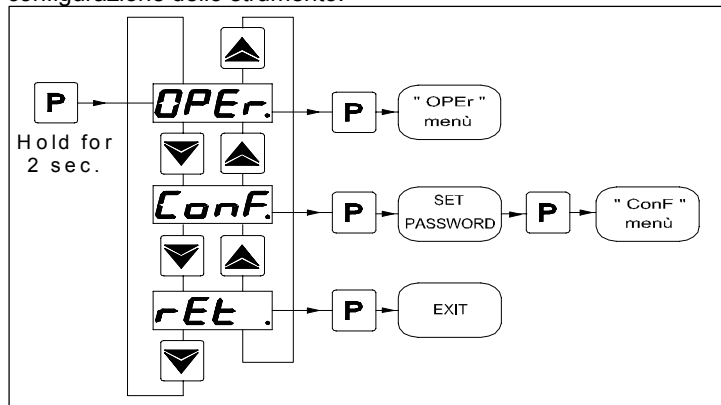 configurazione dello strumento.
P
Hold for
2 sec.
OPEr.
P
" OPEr "
menù
ConF.
P
SET
PASSWORD
P
" ConF "
menù
rEt .
P
EXIT